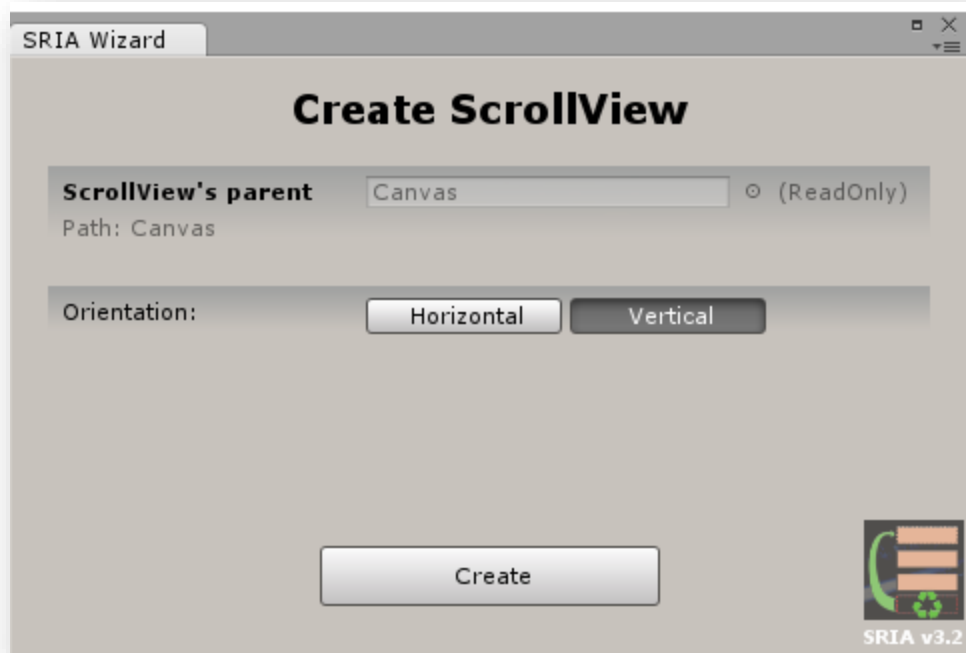 SRIA Wizard
Create ScrollView
ScrollView's parent Canvas (ReadOnly)
Path: Canvas
Orientation: Horizontal Vertical
Create
SRIA v3.2